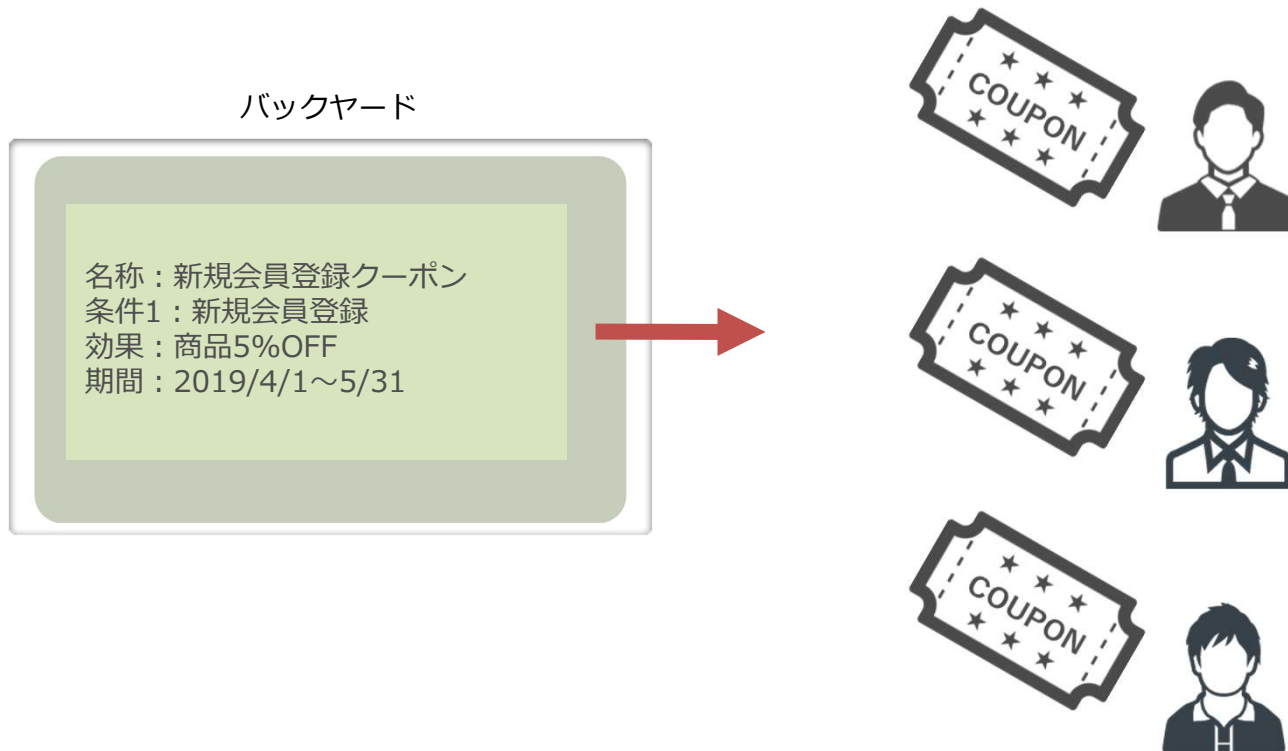 バックヤード
名称：新規会員登録クーポン
条件1：新規会員登録
効果：商品5%OFF
期間：2019/4/1～5/31
COUPON
COUPON
COUPON